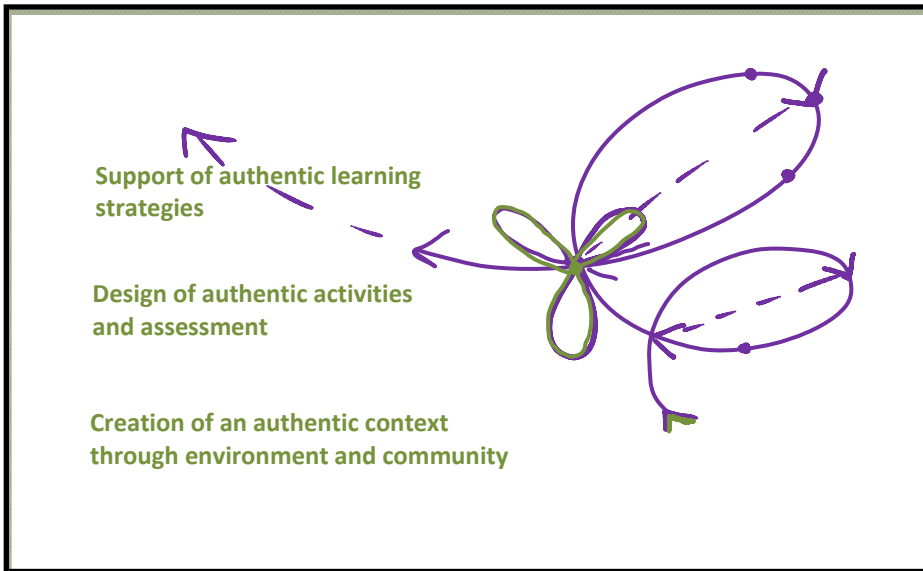 Support of authentic learning
strategies
Design of authentic activities
and assessment
Creation of an authentic context
through environment and community